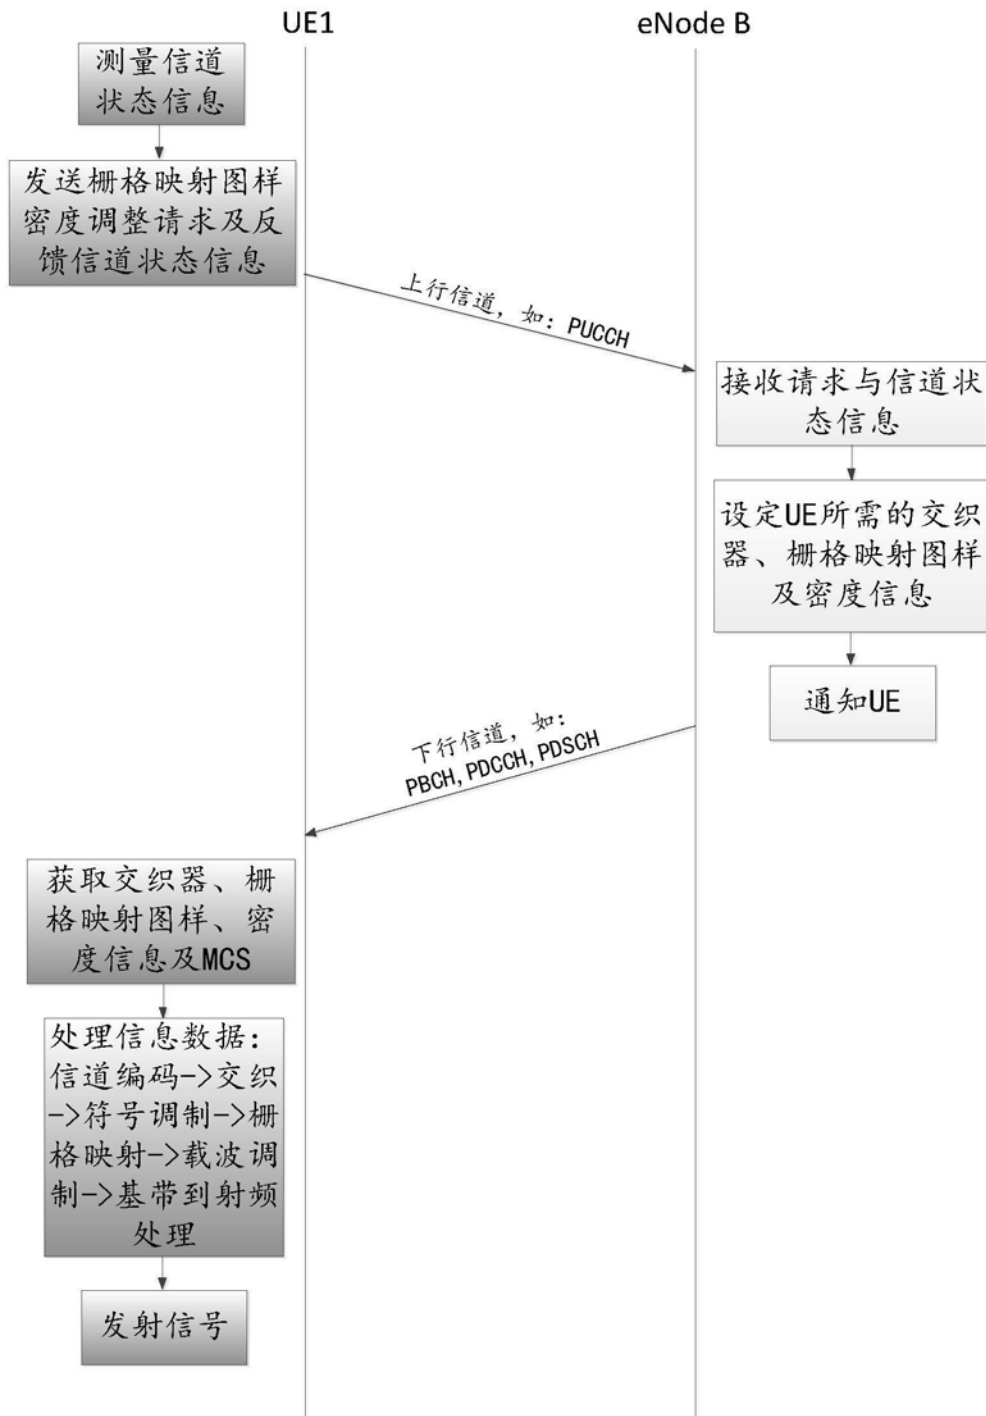 UE1
eNode B
测量信道
状态信息
发送栅格映射图样
密度调整请求及反
馈信道状态信息
上行信道，如：PUCCH
接收请求与信道状
态信息
设定UE所需的交织
器、栅格映射图样
及密度信息
通知UE
下行信道，如：
PBCH,PDCCH,PDSCH
获取交织器、栅
格映射图样、密
度信息及MCS
处理信息数据：
信道编码->交织
->符号调制->栅
格映射->载波调
制->基带到射频
处理
发射信号